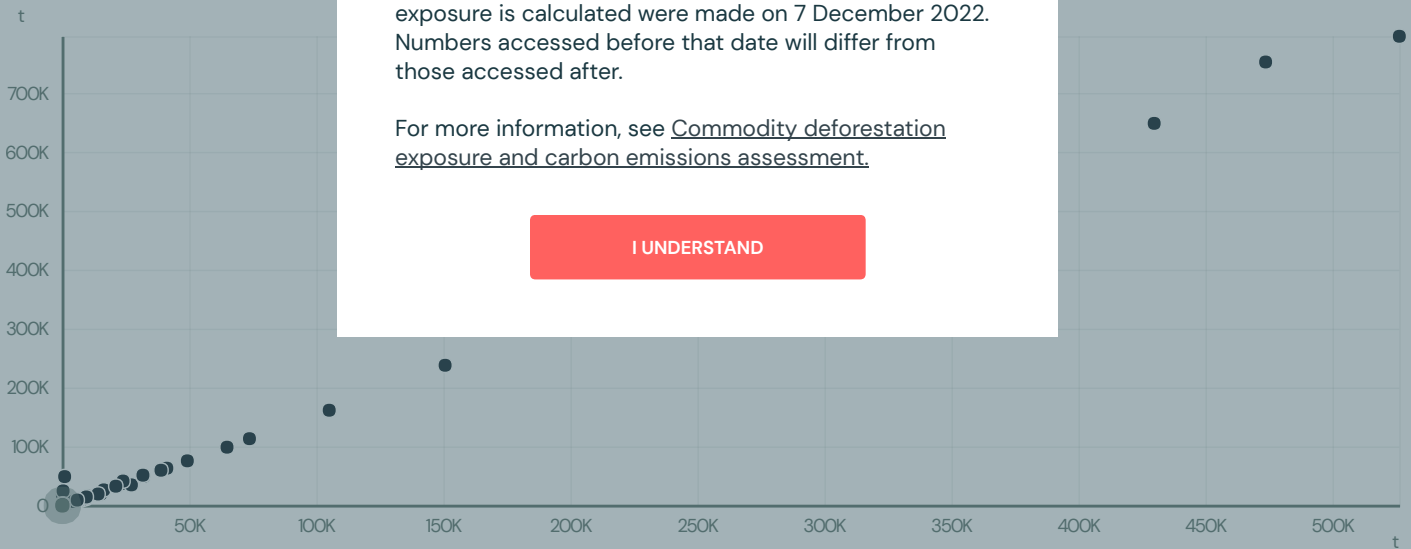 t
exposure is calculated were made on 7 December 2022.
Numbers accessed before that date will differ from
those accessed after.
For more information, see Commodity deforestation
exposure and carbon emissions assessment.
I UNDERSTAND
700K
600K
500K
400K
300K
200K
100K
0
50K 100K 150K 200K 250K 300K 350K 400K 450K 500K
t